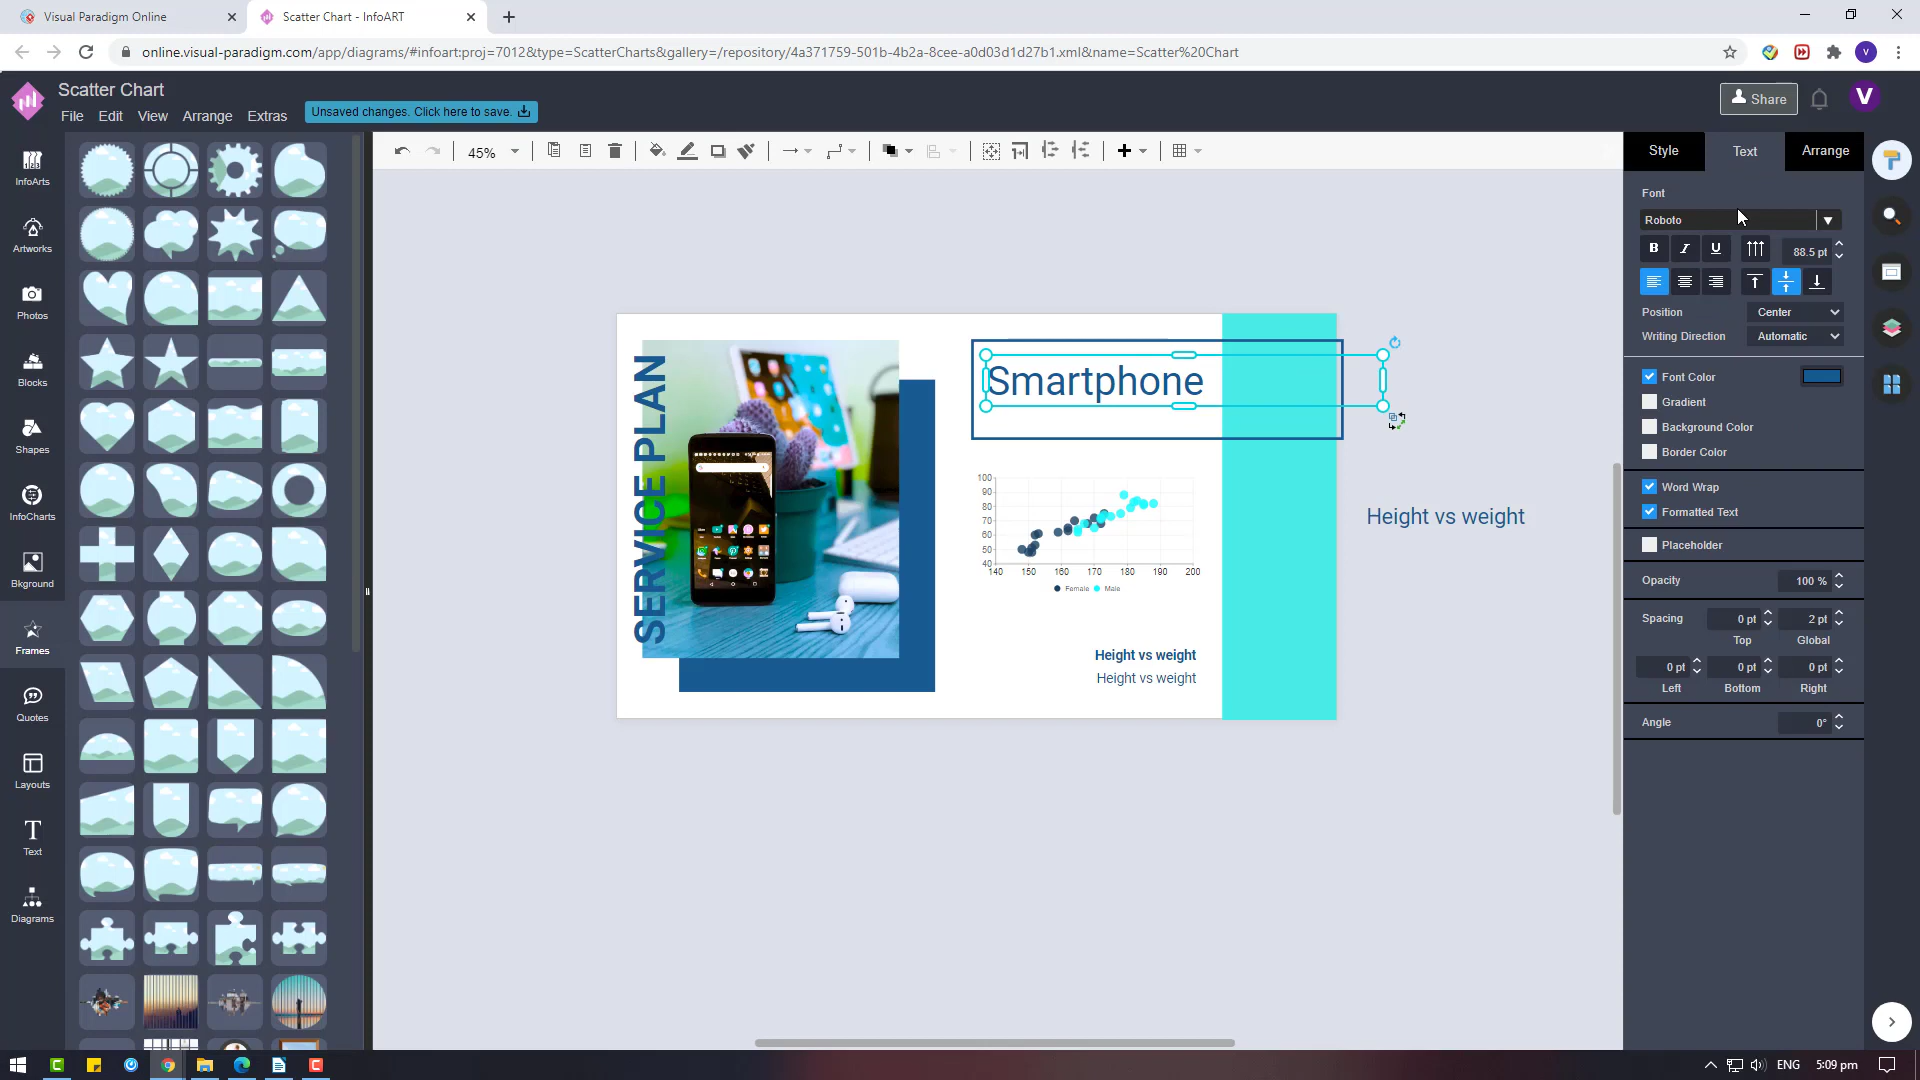 Visual Paradigm Online
Scatter Chart - InfoART
online.visual-paradigm.com/app/diagrams/#infoart:proj=7012&type=ScatterCharts&gallery=/repository/4a371759-501b-4b2a-8cee-a0d03d1d27b1.xml&name=Scatter%20Chart
V
Scatter Chart
File Edit View Arrange Extras
Unsaved changes. Click here to save.
Share
V
45%
InfoArts
Artworks
Photos
Blocks
Shapes
InfoCharts
Bkground
Frames
Quotes
Layouts
Text
Diagrams
SERVICE PLAN
Smartphone
100
90
80
70
60
50
40
140 150 160 170 180 190 200
Female Male
Height vs weight
Height vs weight
Height vs weight
Style Text Arrange
Font
Roboto
B I U 88.5 pt
Position Center
Writing Direction Automatic
Font Color
Gradient
Background Color
Border Color
Word Wrap
Formatted Text
Placeholder
Opacity 100 %
Spacing 0 pt 2 pt
Top Global
0 pt 0 pt 0 pt
Left Bottom Right
Angle 0°
ENG 5:09 pm